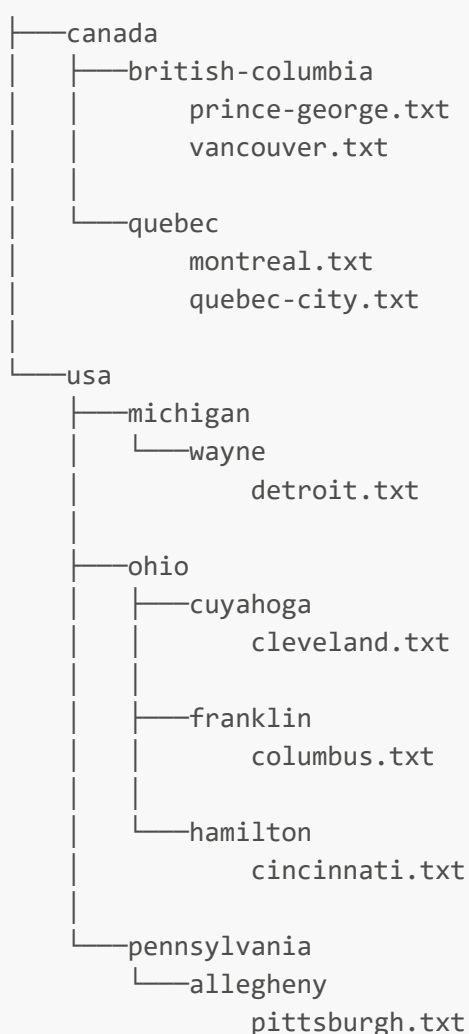 ├───canada
│   ├───british-columbia
│   │       prince-george.txt
│   │       vancouver.txt
│   │
│   └───quebec
│           montreal.txt
│           quebec-city.txt
│
└───usa
    ├───michigan
    │   └───wayne
    │           detroit.txt
    │
    ├───ohio
    │   ├───cuyahoga
    │   │       cleveland.txt
    │   │
    │   ├───franklin
    │   │       columbus.txt
    │   │
    │   └───hamilton
    │           cincinnati.txt
    │
    └───pennsylvania
        └───allegheny
                pittsburgh.txt